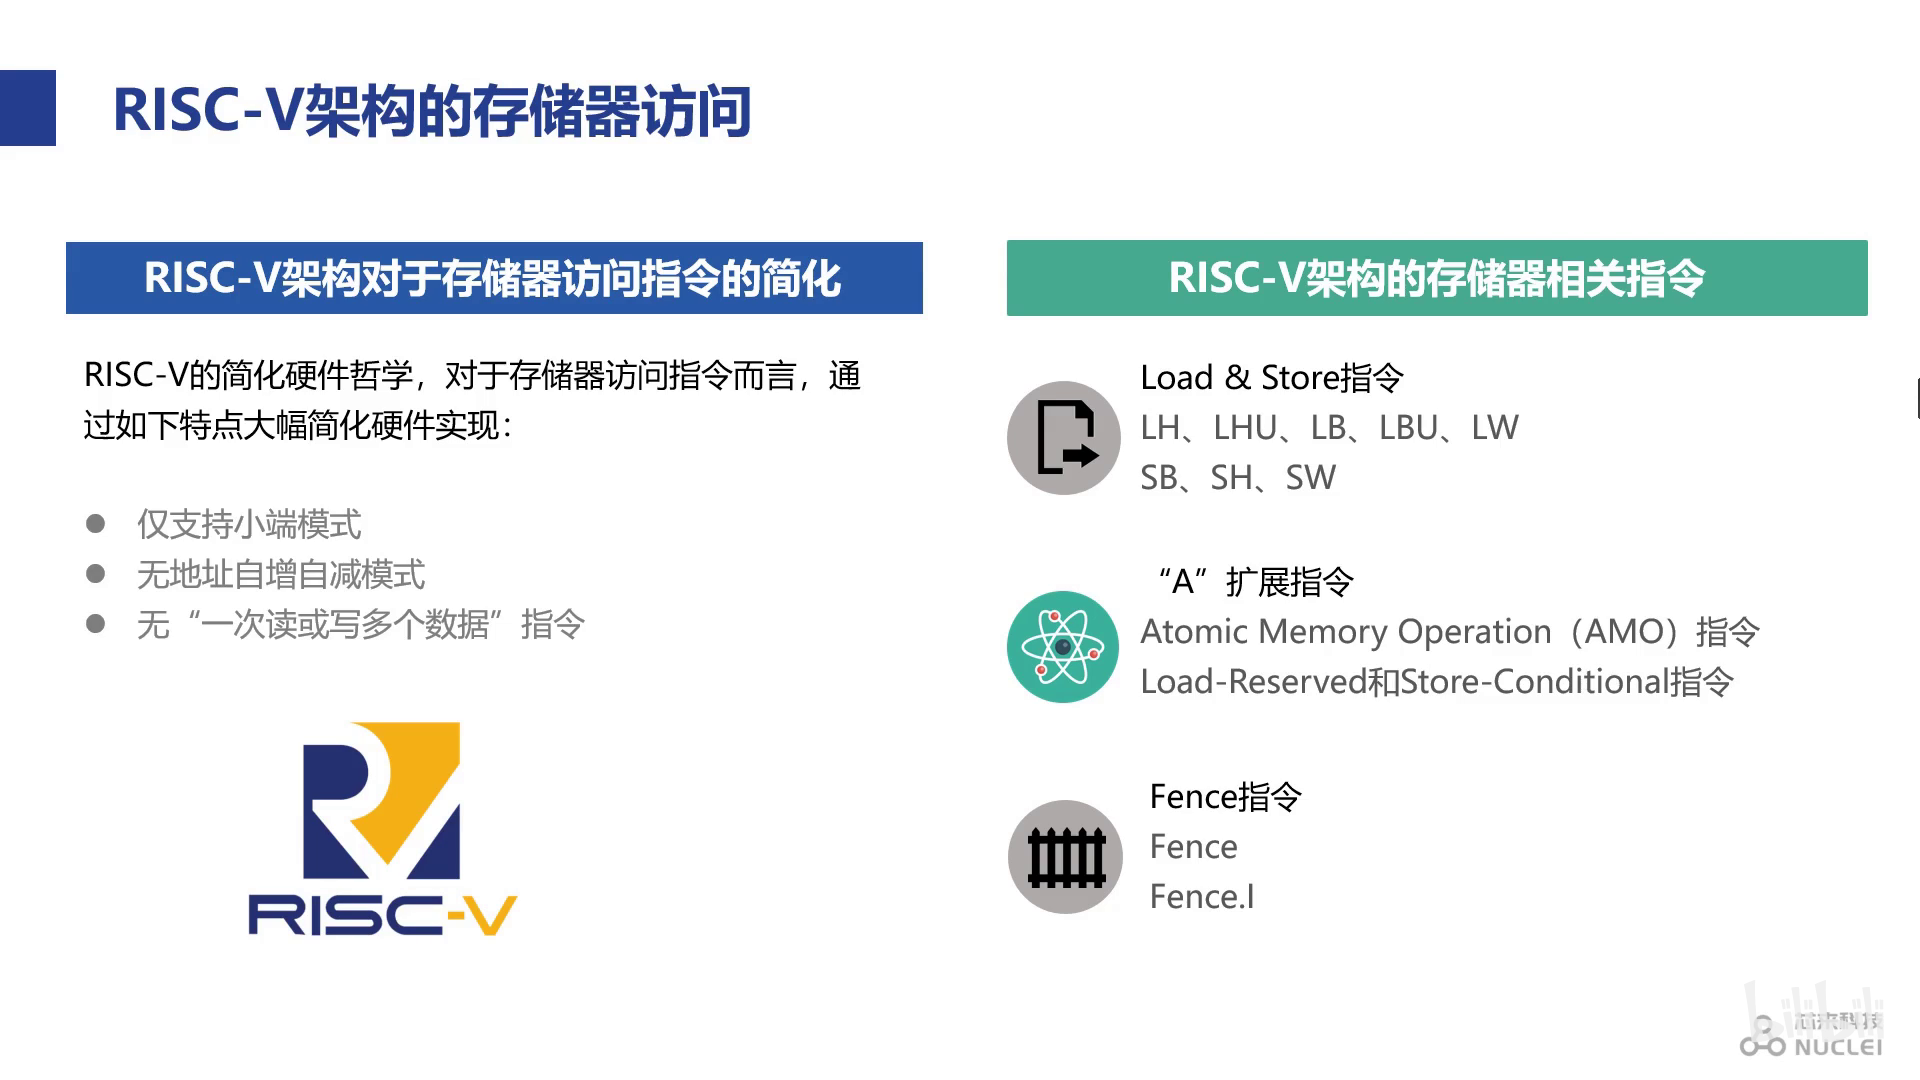 RISC-V架构的存储器访问
RISC-V架构对于存储器访问指令的简化
RISC-V的简化硬件哲学，对于存储器访问指令而言，通
过如下特点大幅简化硬件实现：
● 仅支持小端模式
● 无地址自增自减模式
● 无“一次读或写多个数据”指令
RISC-V
RISC-V架构的存储器相关指令
Load & Store指令
LH、LHU、LB、LBU、LW
SB、SH、SW
“A”扩展指令
Atomic Memory Operation（AMO）指令
Load-Reserved和Store-Conditional指令
Fence指令
Fence
Fence.I
bilibili
芯来科技
NUCLEI